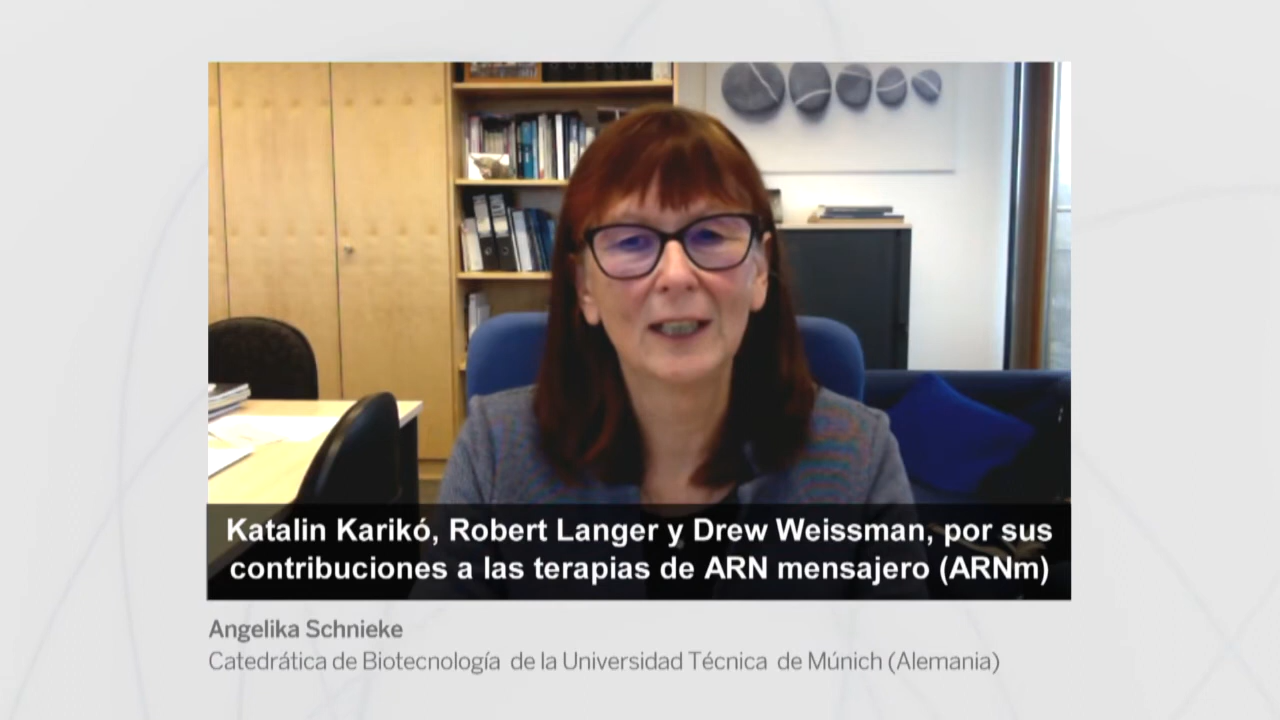 Katalin Karikó, Robert Langer y Drew Weissman, por sus
contribuciones a las terapias de ARN mensajero (ARNm)
Angelika Schnieke
Catedrática de Biotecnología de la Universidad Técnica de Múnich (Alemania)